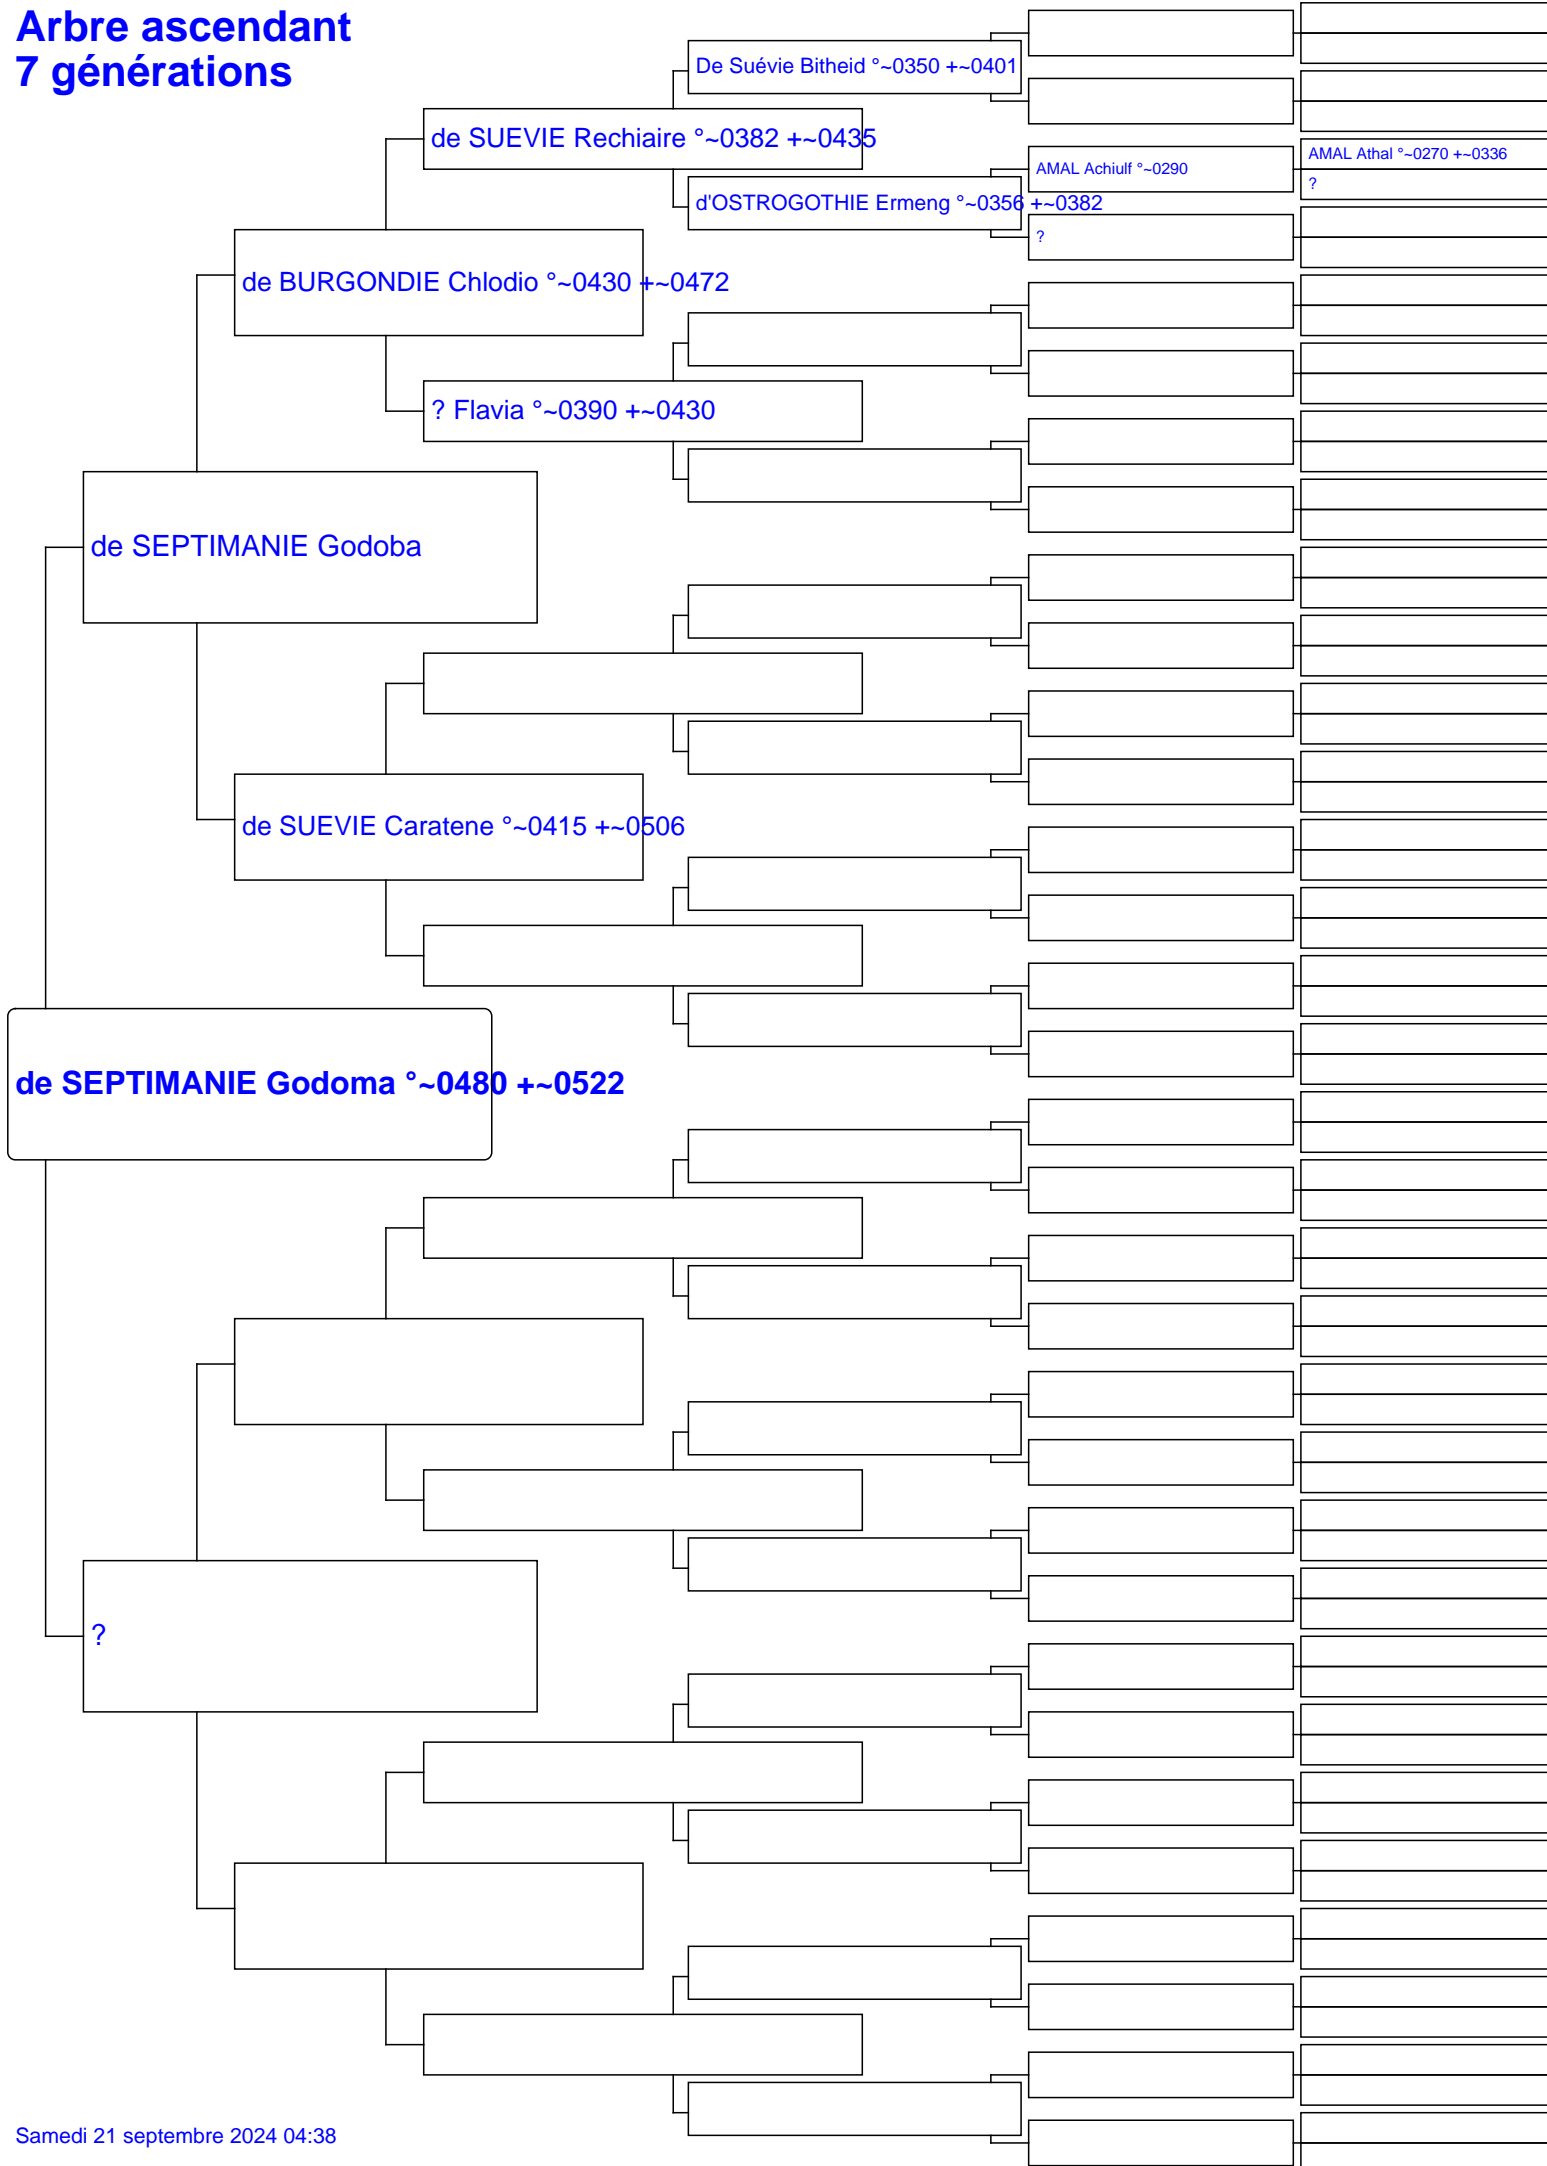 Arbre ascendant
7 générations
De Suévie Bitheid °~0350 +~0401
de SUEVIE Rechiaire °~0382 +~0435
AMAL Athal °~0270 +~0336
AMAL Achiulf °~0290
?
d'OSTROGOTHIE Ermeng °~0356 +~0382
?
de BURGONDIE Chlodio °~0430 +~0472
? Flavia °~0390 +~0430
de SEPTIMANIE Godoba
de SUEVIE Caratene °~0415 +~0506
de SEPTIMANIE Godoma °~0480 +~0522
?
Samedi 21 septembre 2024 04:38